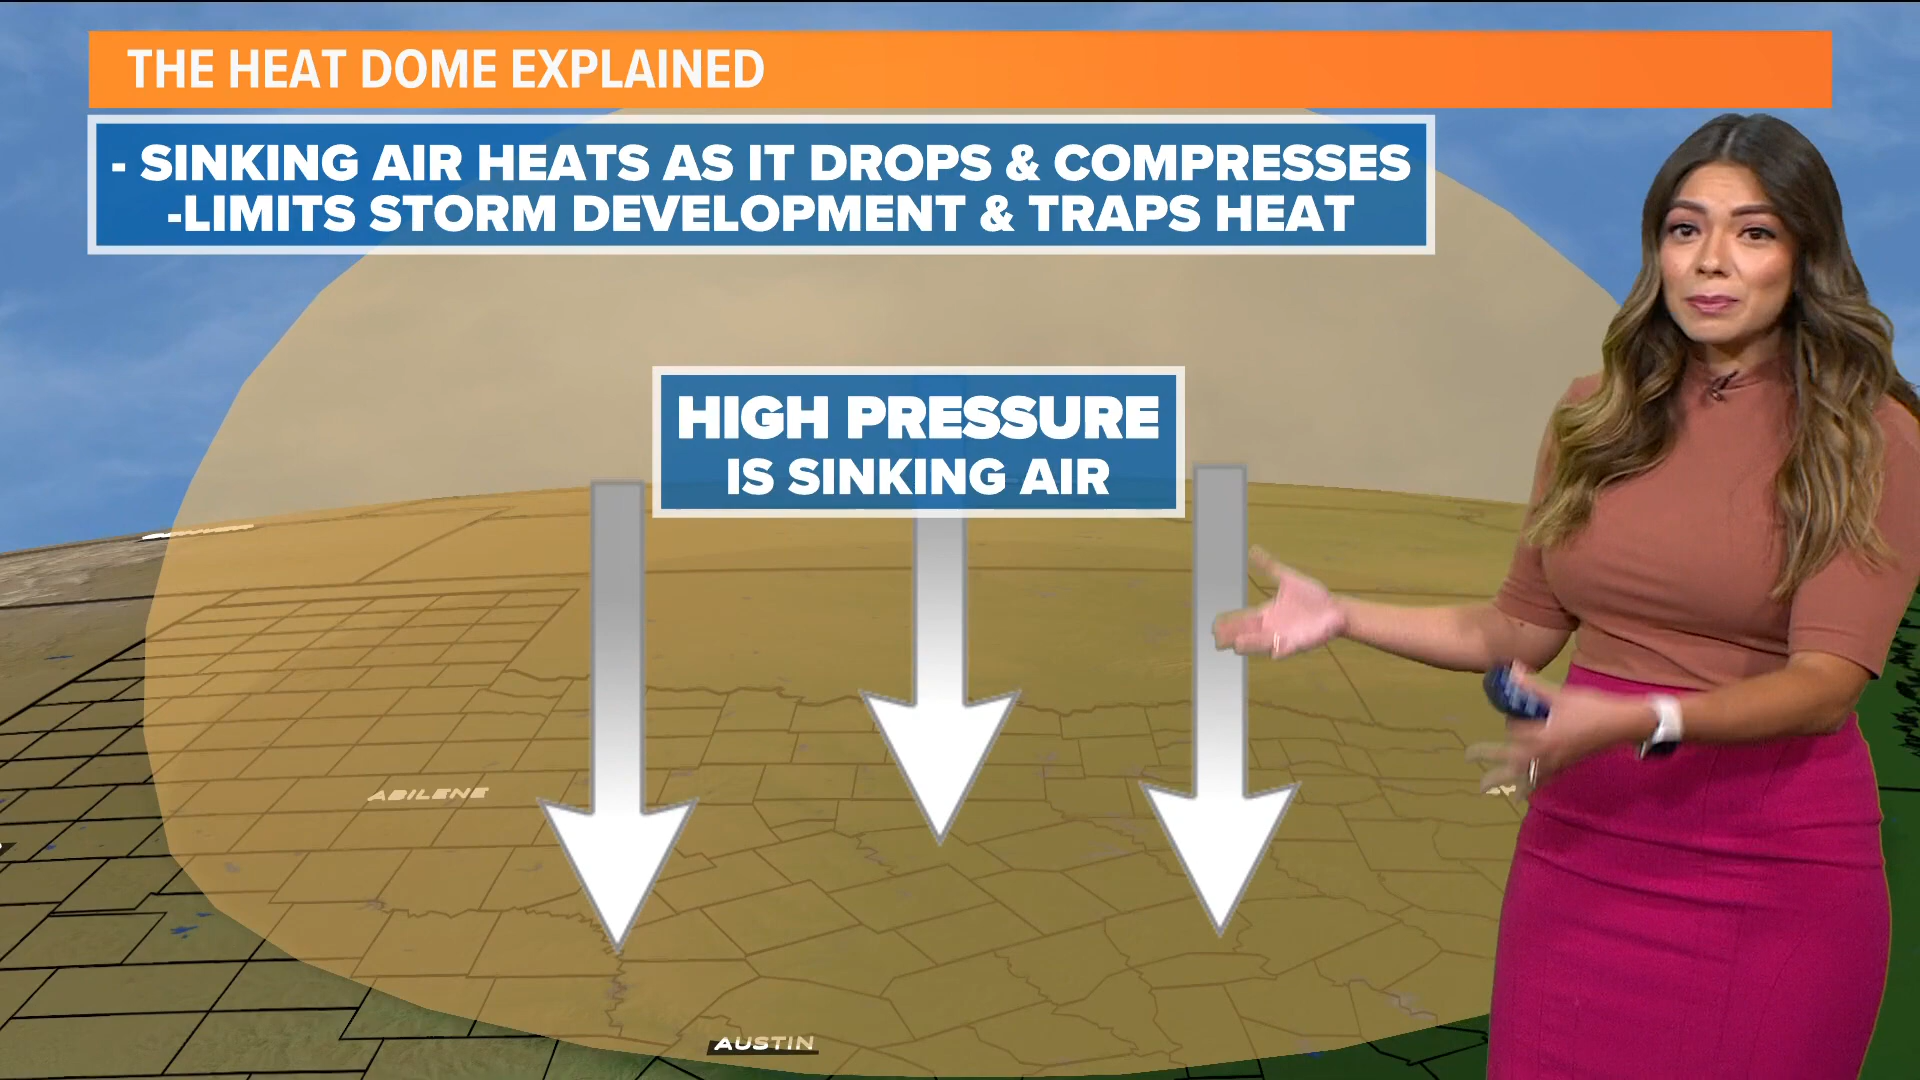 THE HEAT DOME EXPLAINED
- SINKING AIR HEATS AS IT DROPS & COMPRESSES
-LIMITS STORM DEVELOPMENT & TRAPS HEAT
HIGH PRESSURE
IS SINKING AIR
ABILENE
AUSTIN